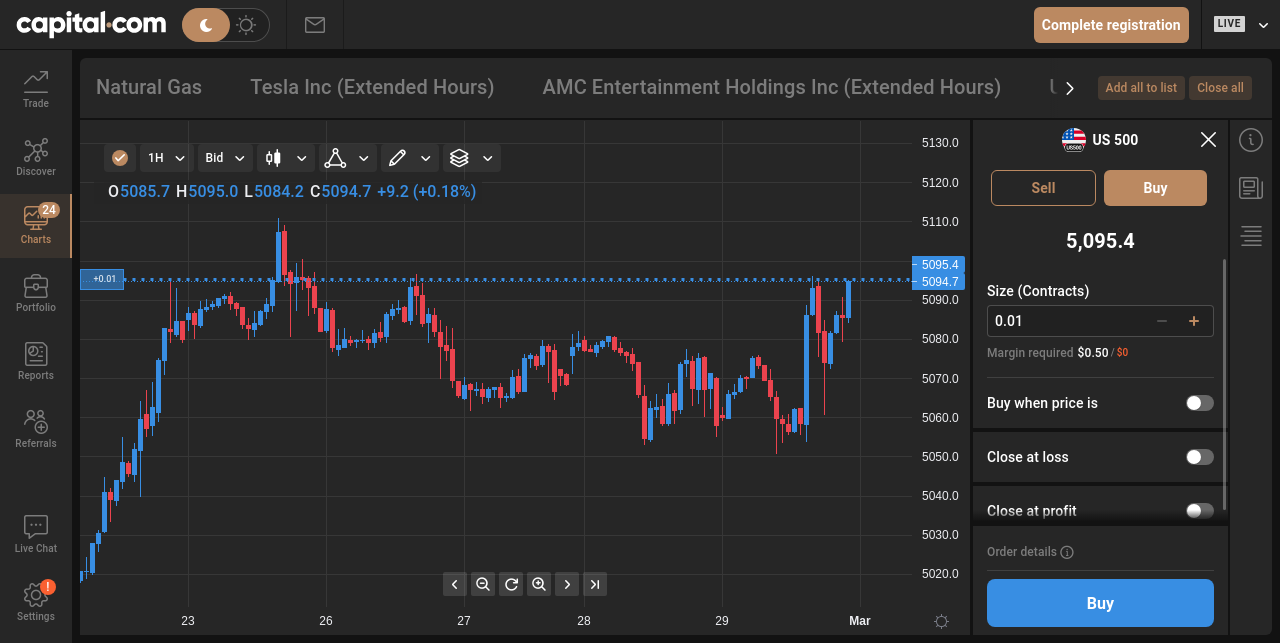 capital.com
Complete registration
LIVE
Trade
Discover
24
Charts
Portfolio
Reports
Referrals
Live Chat
!
Settings
Natural Gas
Tesla Inc (Extended Hours)
AMC Entertainment Holdings Inc (Extended Hours)
Add all to list
Close all
1H
Bid
O5085.7 H5095.0 L5084.2 C5094.7 +9.2 (+0.18%)
+0.01
5130.0
5120.0
5110.0
5095.4
5094.7
5090.0
5080.0
5070.0
5060.0
5050.0
5040.0
5030.0
5020.0
23
26
27
28
29
Mar
US500
US 500
Sell
Buy
5,095.4
Size (Contracts)
0.01
Margin required $0.50 / $0
Buy when price is
Close at loss
Close at profit
Order details
Buy